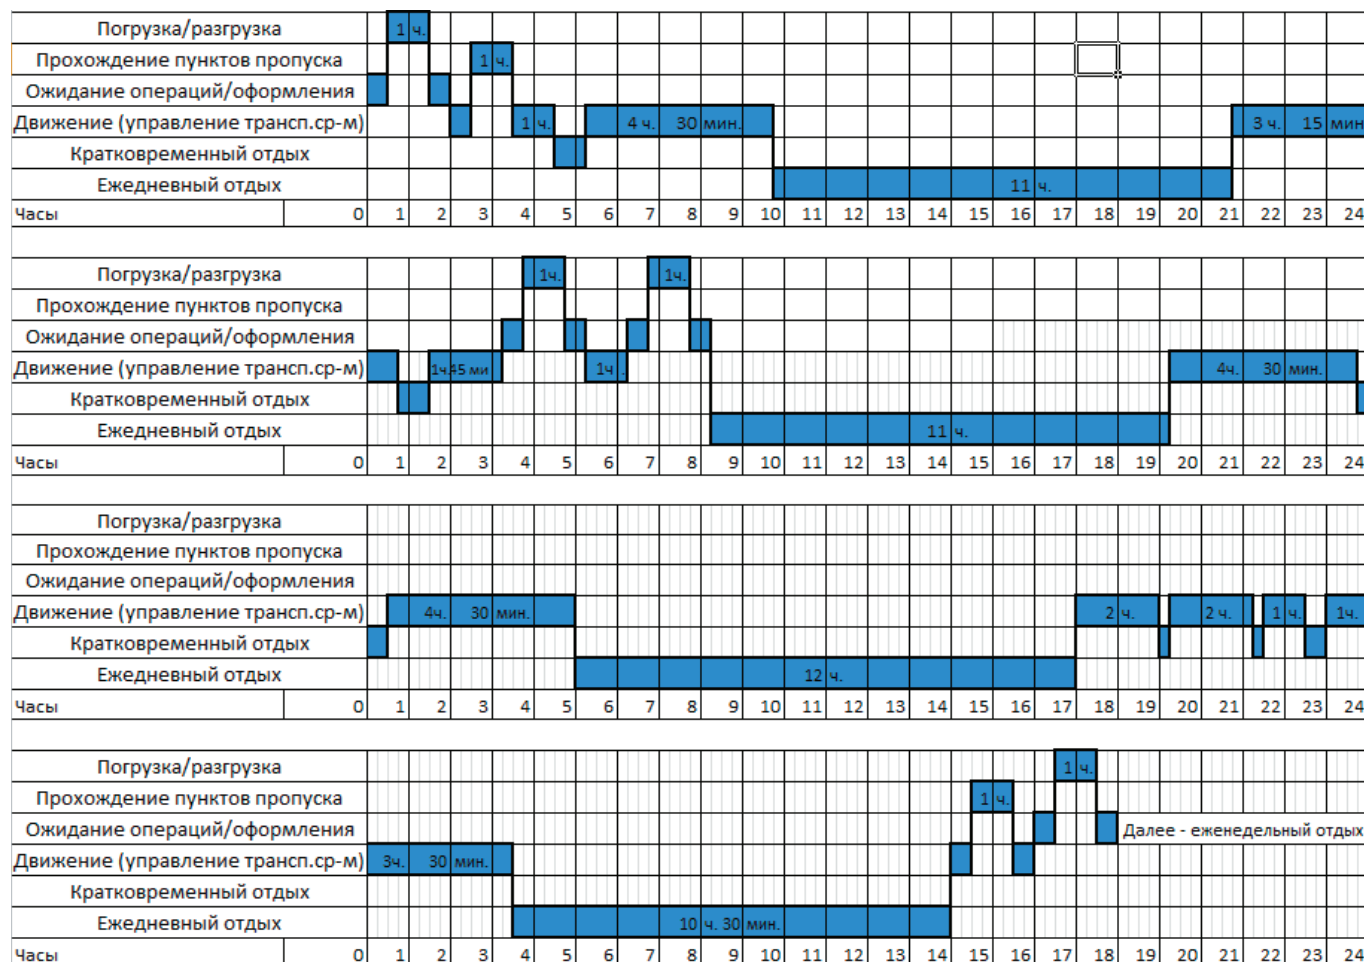 Погрузка/разгрузка 1 ч.
Прохождение пунктов пропуска 1 ч.
Ожидание операций/оформления
Движение (управление трансп.ср-м) 1 ч. 4 ч. 30 мин. 3 ч. 15 мин
Кратковременный отдых
Ежедневный отдых 11 ч.
Часы 0 1 2 3 4 5 6 7 8 9 10 11 12 13 14 15 16 17 18 19 20 21 22 23 24
Погрузка/разгрузка 1ч. 1ч.
Прохождение пунктов пропуска
Ожидание операций/оформления
Движение (управление трансп.ср-м) 1ч.45 ми 1ч . 4ч. 30 мин.
Кратковременный отдых
Ежедневный отдых 11 ч.
Часы 0 1 2 3 4 5 6 7 8 9 10 11 12 13 14 15 16 17 18 19 20 21 22 23 24
Погрузка/разгрузка
Прохождение пунктов пропуска
Ожидание операций/оформления
Движение (управление трансп.ср-м) 4ч. 30 мин. 2 ч. 2 ч. 1 ч. 1ч.
Кратковременный отдых
Ежедневный отдых 12 ч.
Часы 0 1 2 3 4 5 6 7 8 9 10 11 12 13 14 15 16 17 18 19 20 21 22 23 24
Погрузка/разгрузка 1 ч.
Прохождение пунктов пропуска 1 ч.
Ожидание операций/оформления Далее - еженедельный отдых
Движение (управление трансп.ср-м) 3ч. 30 мин.
Кратковременный отдых
Ежедневный отдых 10 ч. 30 мин.
Часы 0 1 2 3 4 5 6 7 8 9 10 11 12 13 14 15 16 17 18 19 20 21 22 23 24